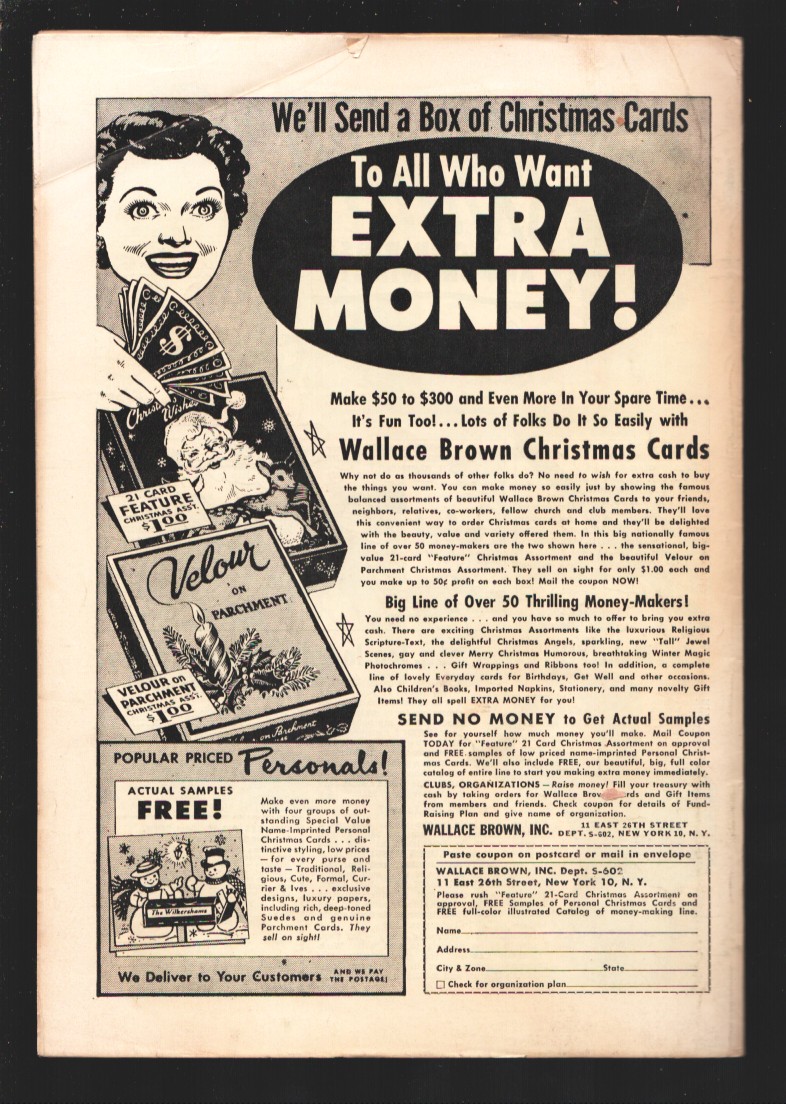 We'll Send a Box of Christmas Cards
To All Who Want
EXTRA
MONEY!
Make $50 to $300 and Even More In Your Spare Time...
It's Fun Too!...Lots of Folks Do It So Easily with
Wallace Brown Christmas Cards
Why not do as thousands of other folks do? No need to wish for extra cash to buy
the things you want. You can make money so easily just by showing the famous
balanced assortments of beautiful Wallace Brown Christmas Cards to your friends,
neighbors, relatives, co-workers, fellow church and club members. They'll love
this convenient way to order Christmas cards at home and they'll be delighted
with the beauty, value and variety offered them. In this big nationally famous
line of over 50 money-makers are the two shown here . . . the sensational, big-
value 21-card "Feature" Christmas Assortment and the beautiful Velour on
Parchment Christmas Assortment. They sell on sight for only $1.00 each and
you make up to 50¢ profit on each box! Mail the coupon NOW!
Big Line of Over 50 Thrilling Money-Makers!
You need no experience . . . and you have so much to offer to bring you extra
cash. There are exciting Christmas Assortments like the luxurious Religious
Scripture-Text, the delightful Christmas Angels, sparkling, new "Tall" Jewel
Scenes, gay and clever Merry Christmas Humorous, breathtaking Winter Magic
Photochromes . . . Gift Wrappings and Ribbons too! In addition, a complete
line of lovely Everyday cards for Birthdays, Get Well and other occasions.
Also Children's Books, Imported Napkins, Stationery, and many novelty Gift
Items! They all spell EXTRA MONEY for you!
SEND NO MONEY to Get Actual Samples
See for yourself how much money you'll make. Mail Coupon
TODAY for "Feature" 21 Card Christmas Assortment on approval
and FREE samples of low priced name-imprinted Personal Christ-
mas Cards. We'll also include FREE, our beautiful, big, full color
catalog of entire line to start you making extra money immediately.
CLUBS, ORGANIZATIONS—Raise money! Fill your treasury with
cash by taking orders for Wallace Brown Cards and Gift Items
from members and friends. Check coupon for details of Fund-
Raising Plan and give name of organization.
WALLACE BROWN, INC. 11 EAST 26TH STREET
DEPT. S-602, NEW YORK 10, N. Y.
Christmas Wishes
21 CARD
FEATURE
CHRISTMAS ASST.
$1.00
Velour
ON
PARCHMENT
VELOUR on
PARCHMENT
CHRISTMAS ASST.
$1.00
on Parchment
POPULAR PRICED Personals!
ACTUAL SAMPLES
FREE!
The Wilkershams
Make even more money
with four groups of out-
standing Special Value
Name-Imprinted Personal
Christmas Cards . . . dis-
tinctive styling, low prices
—for every purse and
taste — Traditional, Reli-
gious, Cute, Formal, Cur-
rier & Ives . . . exclusive
designs, luxury papers,
including rich, deep-toned
Suedes and genuine
Parchment Cards. They
sell on sight!
We Deliver to Your Customers AND WE PAY
THE POSTAGE!
Paste coupon on postcard or mail in envelope
WALLACE BROWN, INC. Dept. S-602
11 East 26th Street, New York 10, N. Y.
Please rush "Feature" 21-Card Christmas Assortment on
approval, FREE Samples of Personal Christmas Cards and
FREE full-color illustrated Catalog of money-making line.
Name
Address
City & Zone State
Check for organization plan